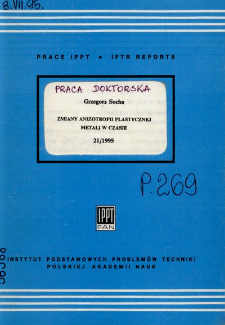 8.VII.95.
PRACE IPPT • IFTR REPORTS
PRACA DOKTORSKA
Grzegorz Socha
ZMIANY ANIZOTROPII PLASTYCZNEJ
METALI W CZASIE
21/1995
P.269
IPPT
PAN
INSTYTUT PODSTAWOWYCH PROBLEMÓW TECHNIKI
POLSKIEJ AKADEMII NAUK